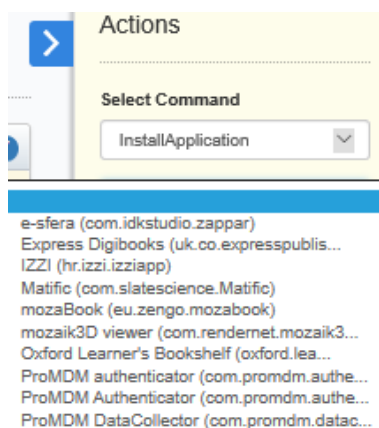 Actions
Select Command
InstallApplication
e-sfera (com.idkstudio.zappar)
Express Digibooks (uk.co.expresspublis...
IZZI (hr.izzi.izziapp)
Matific (com.slatescience.Matific)
mozaBook (eu.zengo.mozabook)
mozaik3D viewer (com.rendernet.mozaik3...
Oxford Learner's Bookshelf (oxford.lea...
ProMDM authenticator (com.promdm.authe...
ProMDM Authenticator (com.promdm.authe...
ProMDM DataCollector (com.promdm.datac...